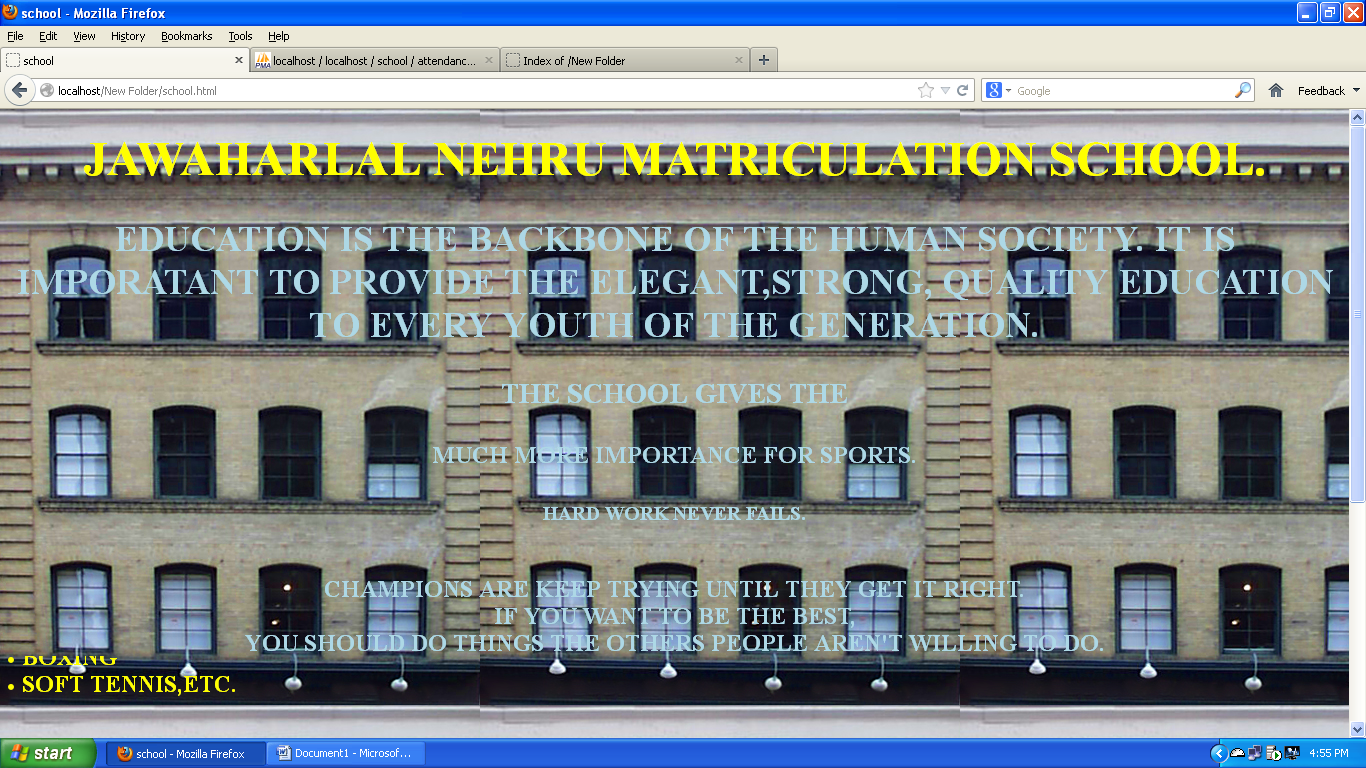 school - Mozilla Firefox
File Edit View History Bookmarks Tools Help
school
PMA localhost / localhost / school / attendanc...
Index of /New Folder
localhost/New Folder/school.html
8 Google
Feedback
.JAWAHARLAL NEHRU MATRICULATION SCHOOL.
EDUCATION IS THE BACKBONE OF THE HUMAN SOCIETY. IT IS
IMPORATANT TO PROVIDE THE ELEGANT,STRONG, QUALITY EDUCATION
TO EVERY YOUTH OF THE GENERATION.
THE SCHOOL GIVES THE
MUCH MORE IMPORTANCE FOR SPORTS.
HARD WORK NEVER FAILS.
CHAMPIONS ARE KEEP TRYING UNTIL THEY GET IT RIGHT.
IF YOU WANT TO BE THE BEST,
YOU SHOULD DO THINGS THE OTHERS PEOPLE AREN'T WILLING TO DO.
• BOXING
• SOFT TENNIS,ETC.
start
school - Mozilla Firefox
Document1 - Microsof...
4:55 PM